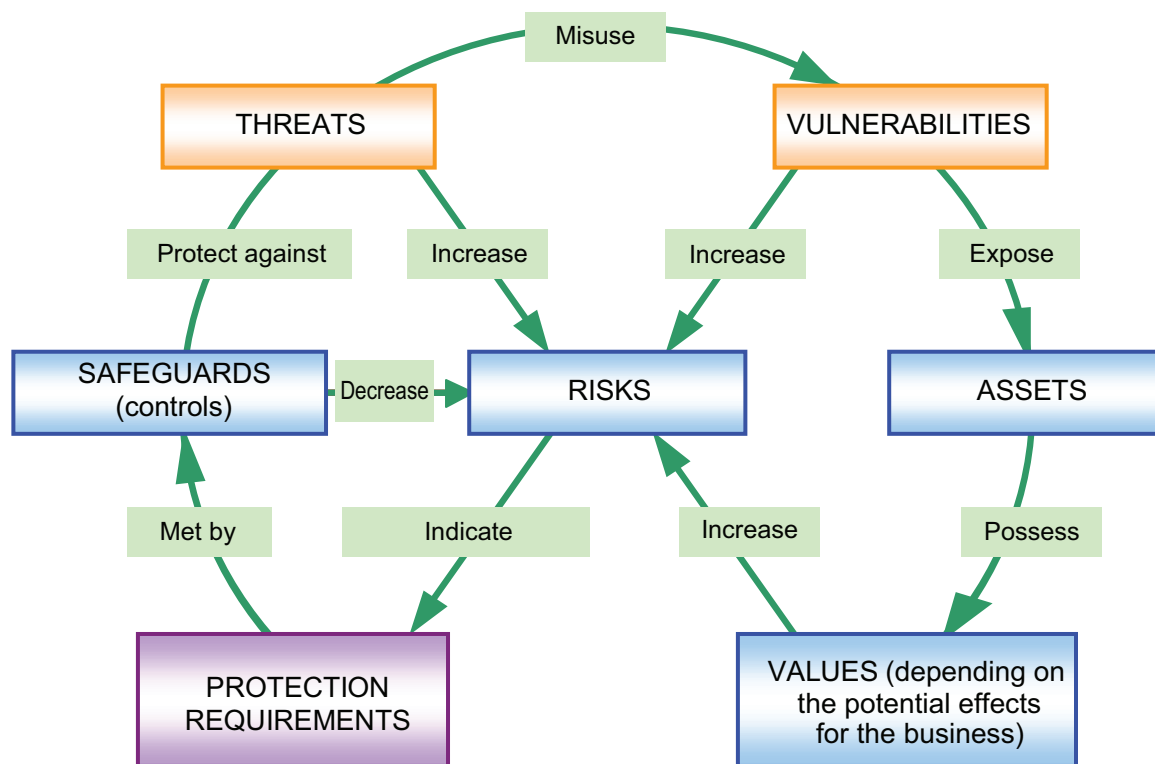 Misuse
THREATS
VULNERABILITIES
Protect against
Increase
Increase
Expose
SAFEGUARDS
(controls)
Decrease
RISKS
ASSETS
Met by
Indicate
Increase
Possess
PROTECTION
REQUIREMENTS
VALUES (depending on
the potential effects
for the business)